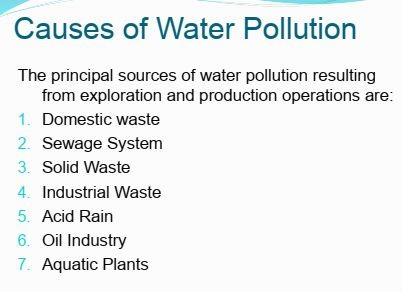 Causes of Water Pollution
The principal sources of water pollution resulting
from exploration and production operations are:
1. Domestic waste
2. Sewage System
3. Solid Waste
4. Industrial Waste
5. Acid Rain
6. Oil Industry
7. Aquatic Plants